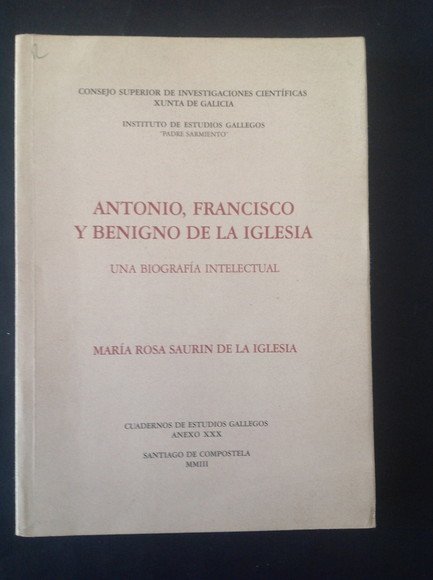 CONSEJO SUPERIOR DE INVESTIGACIONES CIENTÍFICAS
XUNTA DE GALICIA
INSTITUTO DE ESTUDIOS GALLEGOS
"PADRE SARMIENTO"
ANTONIO, FRANCISCO
Y BENIGNO DE LA IGLESIA
UNA BIOGRAFÍA INTELECTUAL
MARÍA ROSA SAURIN DE LA IGLESIA
CUADERNOS DE ESTUDIOS GALLEGOS
ANEXO XXX
SANTIAGO DE COMPOSTELA
MMIII